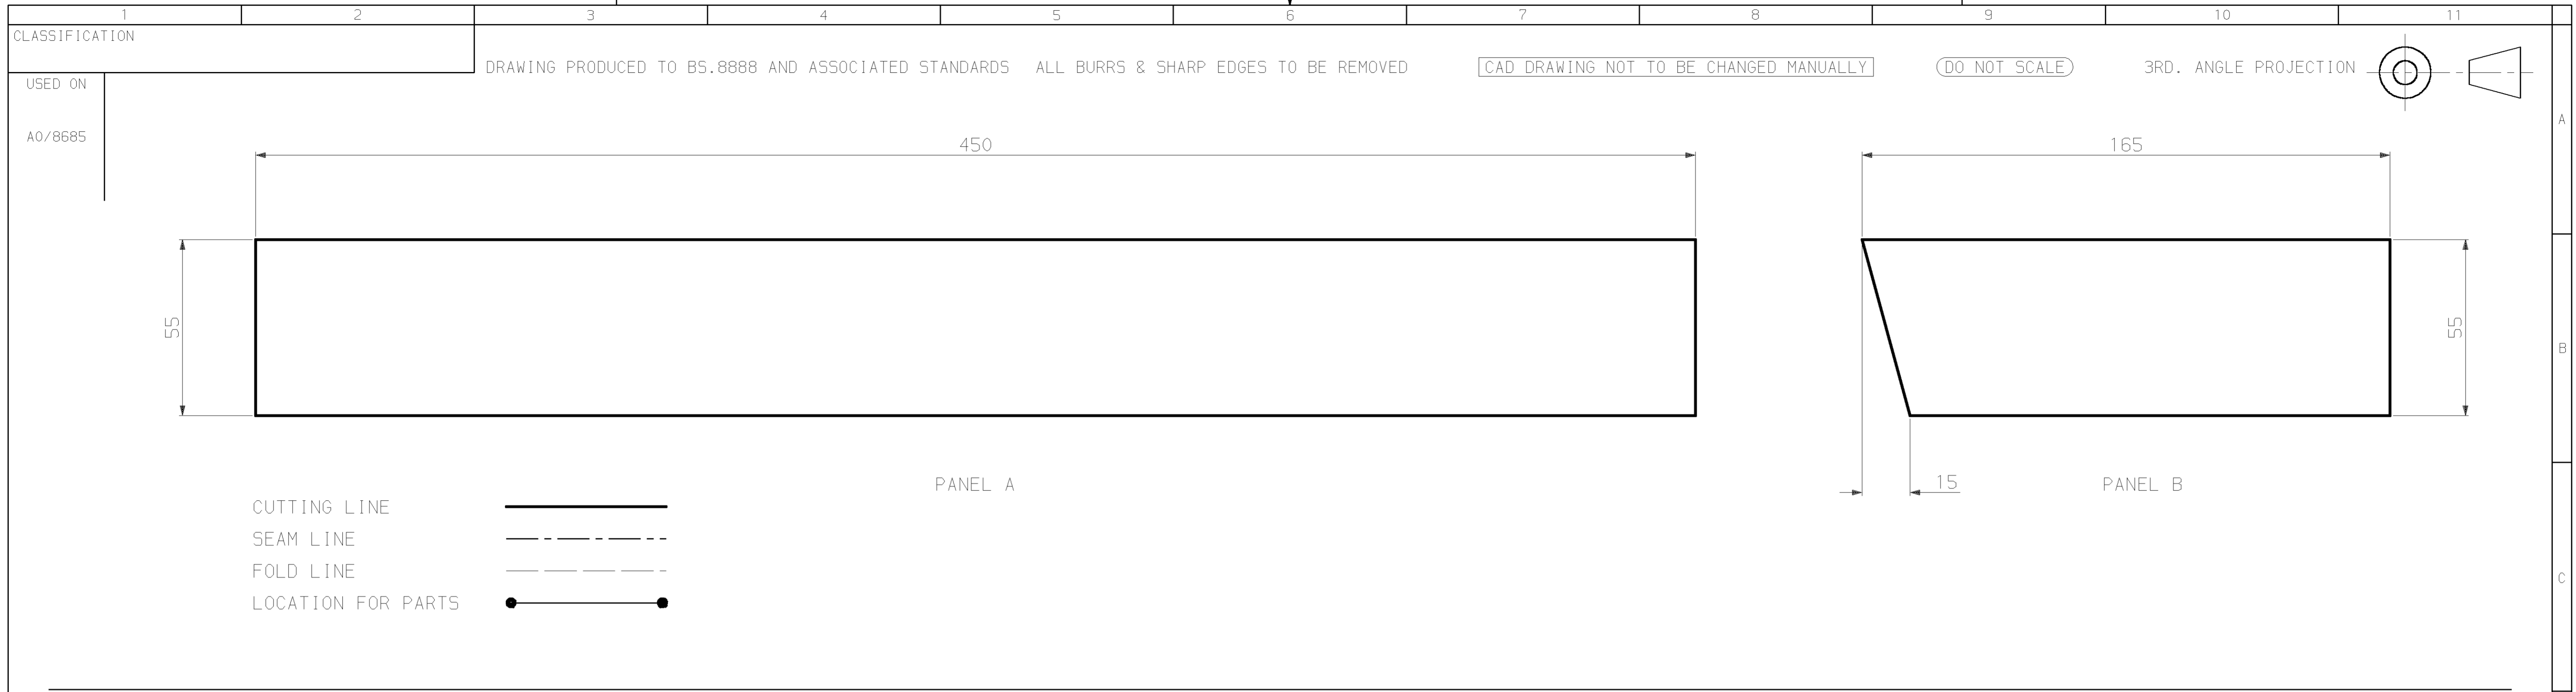 1 2 3 4 5 6 7 8 9 10 11
CLASSIFICATION
DRAWING PRODUCED TO BS.8888 AND ASSOCIATED STANDARDS ALL BURRS & SHARP EDGES TO BE REMOVED CAD DRAWING NOT TO BE CHANGED MANUALLY DO NOT SCALE 3RD. ANGLE PROJECTION
USED ON
A
A0/8685
450 165
55 55
B
PANEL A 15 PANEL B
CUTTING LINE
SEAM LINE
FOLD LINE
C
LOCATION FOR PARTS